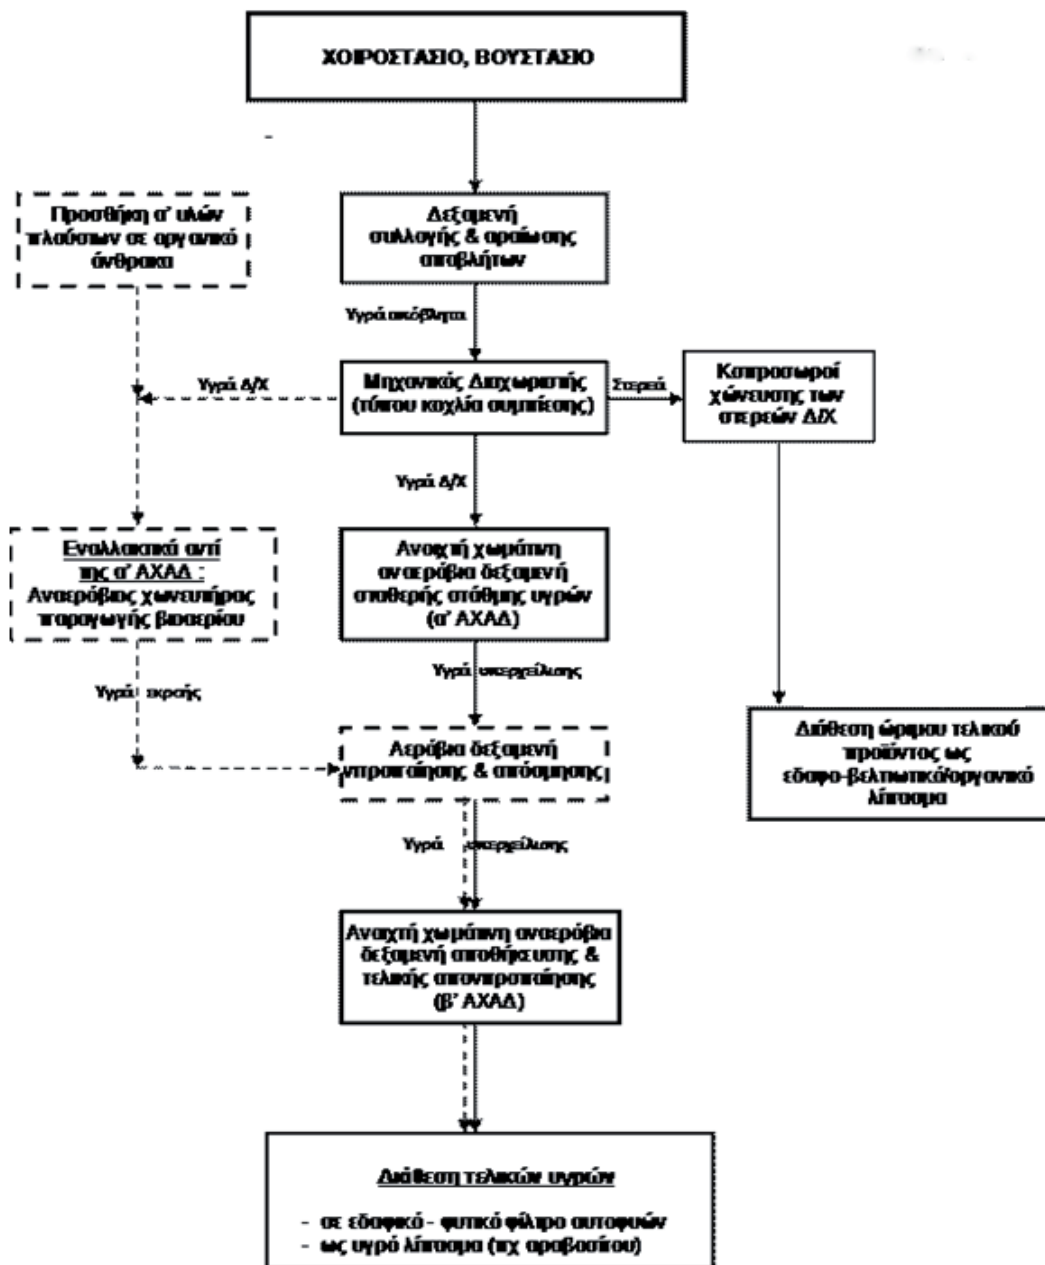 ΧΟΙΡΟΣΤΑΣΙΟ, ΒΟΥΣΤΑΣΙΟ
Προσθήκη α' υλών
πλούσιων σε οργανικό
άνθρακα
Δεξαμενή
συλλογής & αραίωσης
αποβλήτων
Υγρά απόβλητα
Υγρά Δ/Χ
Μηχανικός Διαχωριστής
(τύπου κοχλία συμπίεσης)
Στερεά
Κοπροσωροί
χώνευσης των
στερεών Δ/Χ
Υγρά Δ/Χ
Εναλλακτικά αντί
της α' ΑΧΑΔ :
Αναερόβιος χωνευτήρας
παραγωγής βιοαερίου
Ανοιχτή χωμάτινη
αναερόβια δεξαμενή
σταθερής στάθμης υγρών
(α' ΑΧΑΔ)
Υγρά υπερχείλισης
Υγρά εκροής
Αερόβια δεξαμενή
νιτροποίησης & απόσμησης
Διάθεση ώριμου τελικού
προϊόντος ως
εδαφο-βελτιωτικό/οργανικό
λίπασμα
Υγρά υπερχείλισης
Ανοιχτή χωμάτινη αναερόβια
δεξαμενή αποθήκευσης &
τελικής απονιτροποίησης
(β' ΑΧΑΔ)
Διάθεση τελικών υγρών
- σε εδαφικό - φυτικό φίλτρο αυτοφυών
- ως υγρό λίπασμα (πχ αραβοσίτου)